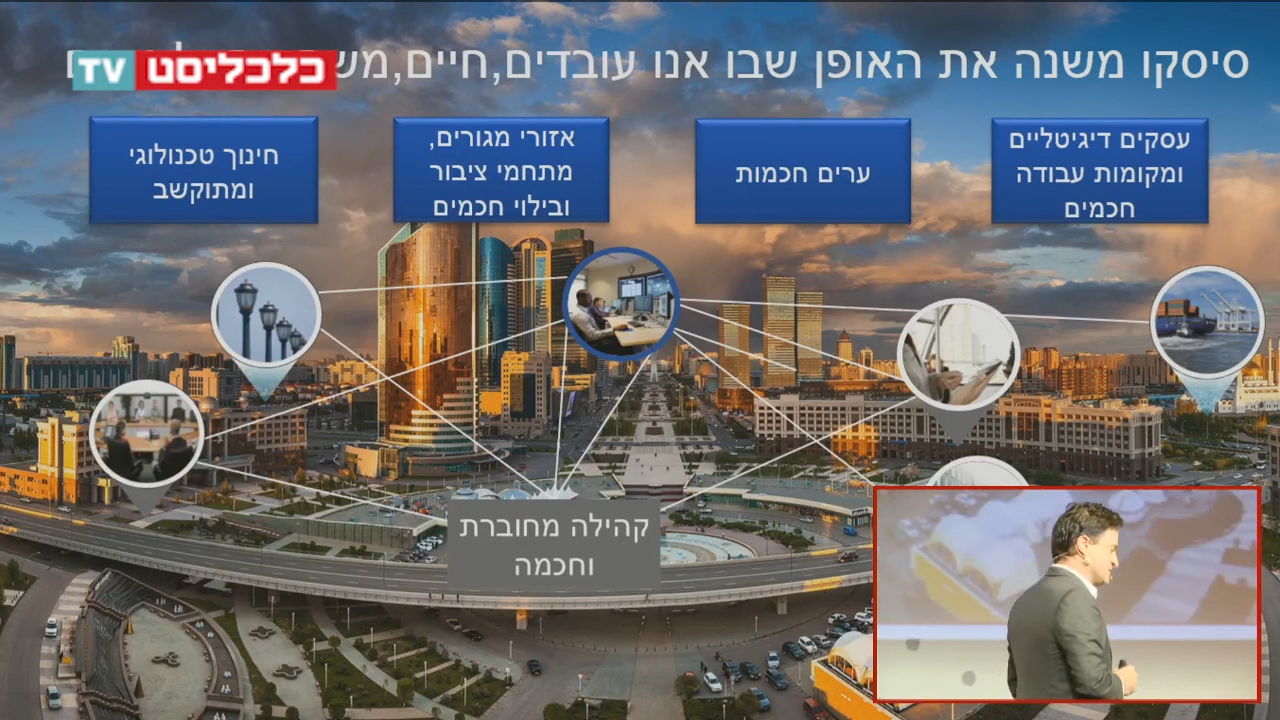 סיסקו משנה את האופן שבו אנו עובדים,חיים,
TV כלכליסט
עסקים דיגיטליים
ומקומות עבודה
חכמים
ערים חכמות
אזורי מגורים,
מתחמי ציבור
ובילוי חכמים
חינוך טכנולוגי
ומתוקשב
קהילה מחוברת
וחכמה